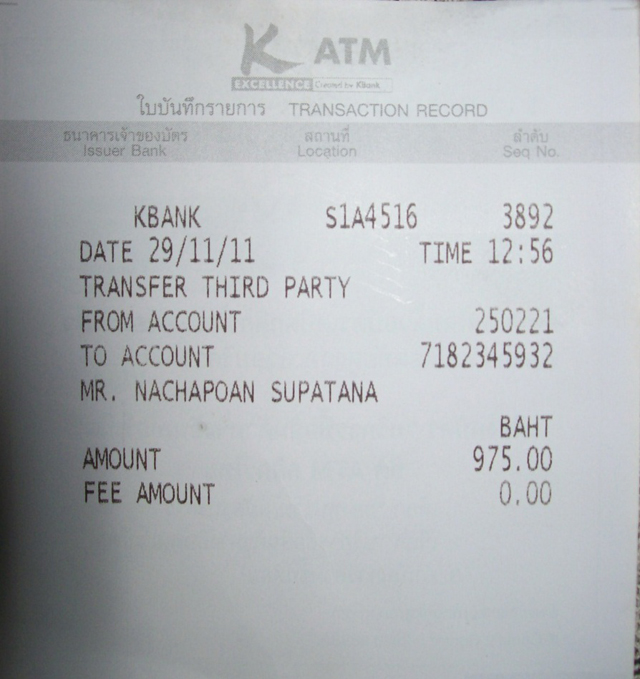 K ATM
EXCELLENCE Created by KBank
ใบบันทึกรายการ TRANSACTION RECORD
ธนาคารเจ้าของบัตร สถานที่ ลำดับ
Issuer Bank Location Seq No.
KBANK S1A4516 3892
DATE 29/11/11 TIME 12:56
TRANSFER THIRD PARTY
FROM ACCOUNT 250221
TO ACCOUNT 7182345932
MR. NACHAPOAN SUPATANA
BAHT
AMOUNT 975.00
FEE AMOUNT 0.00